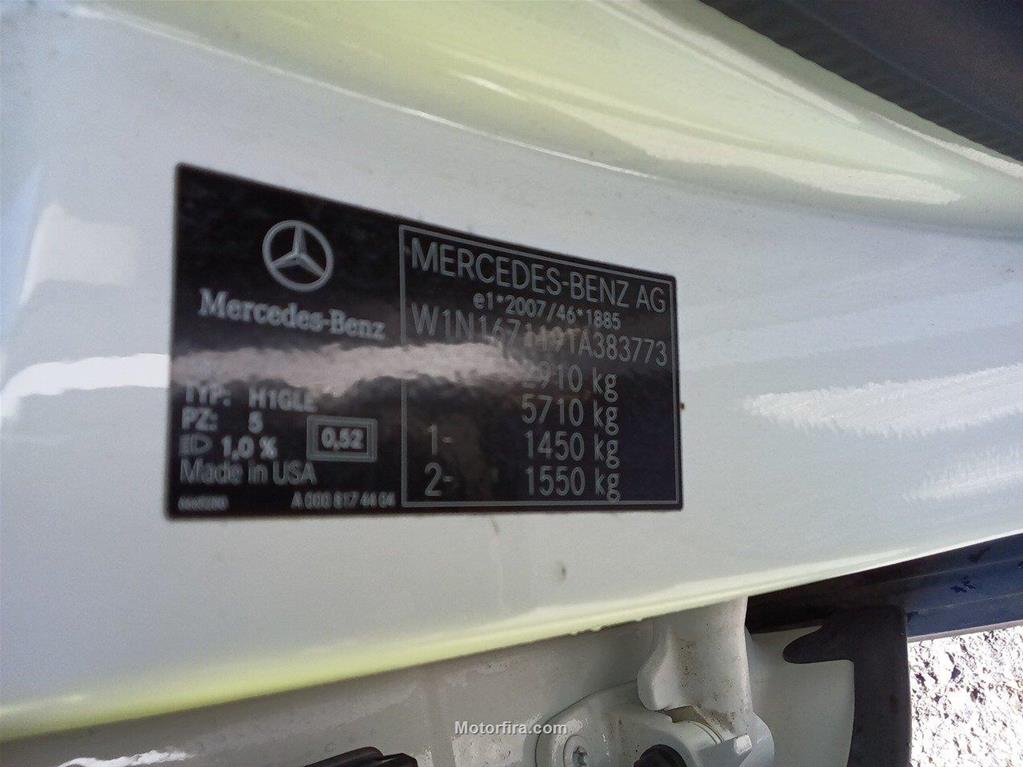 Mercedes-Benz
TYP: H1GLE
PZ: 5
1,0 %
0,52
Made in USA
A 000 817 44 04
MERCEDES-BENZ AG
e1*2007/46*1885
W1N1671191A383773
2910 kg
5710 kg
1- 1450 kg
2- 1550 kg
Motorfira.com